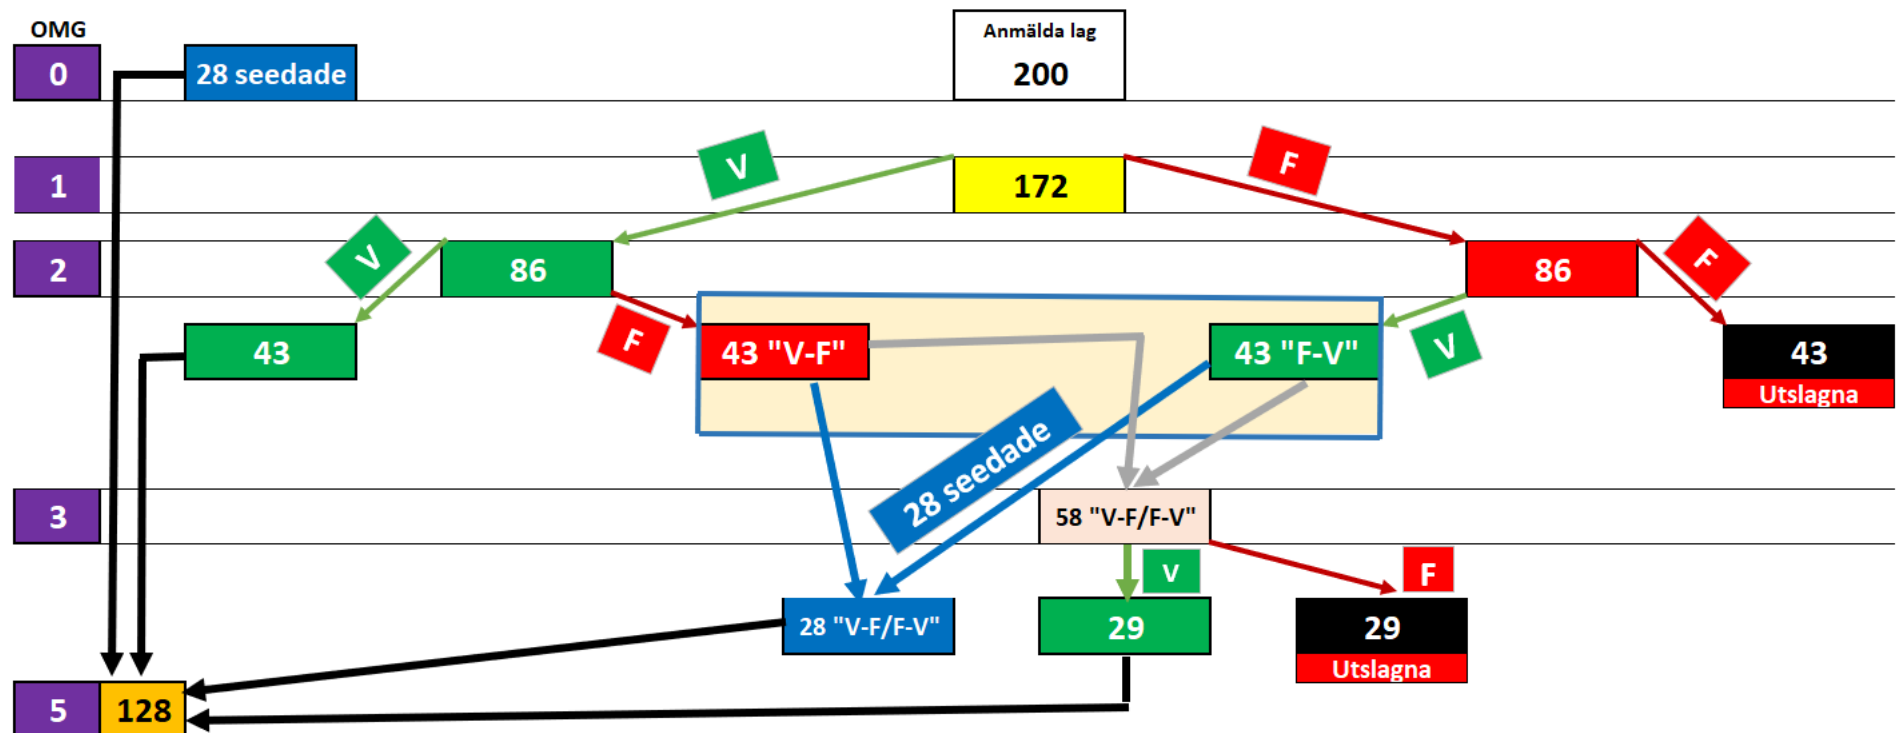 OMG
Anmälda lag
0
28 seedade
200
V
F
1
172
V
F
2
86
86
F
V
43
43 "V-F"
43 "F-V"
43
Utslagna
28 seedade
3
58 "V-F/F-V"
V
F
28 "V-F/F-V"
29
29
Utslagna
5
128